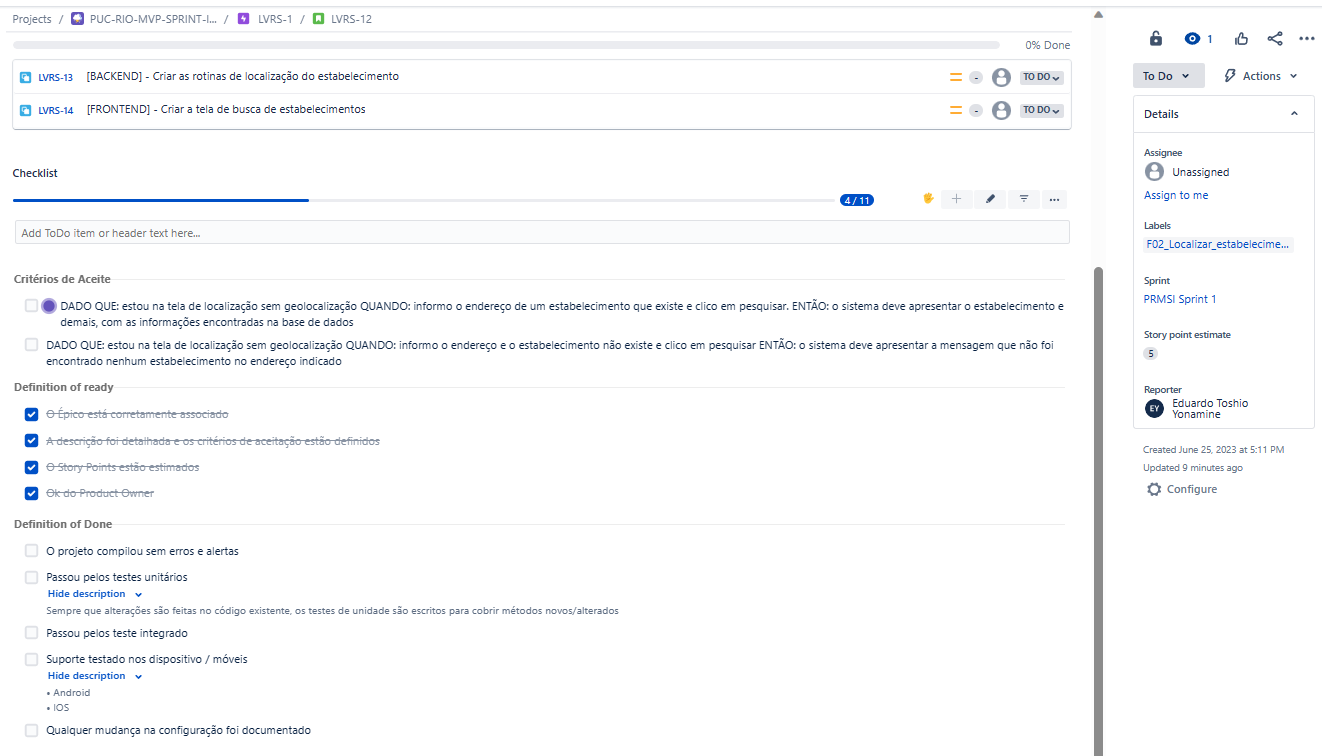 Projects / PUC-RIO-MVP-SPRINT-I... / LVRS-1 / LVRS-12
0% Done
LVRS-13 [BACKEND] - Criar as rotinas de localização do estabelecimento - TO DO
LVRS-14 [FRONTEND] - Criar a tela de busca de estabelecimentos - TO DO
Checklist
4 / 11
Add ToDo item or header text here...
Critérios de Aceite
DADO QUE: estou na tela de localização sem geolocalização QUANDO: informo o endereço de um estabelecimento que existe e clico em pesquisar. ENTÃO: o sistema deve apresentar o estabelecimento e
demais, com as informações encontradas na base de dados
DADO QUE: estou na tela de localização sem geolocalização QUANDO: informo o endereço e o estabelecimento não existe e clico em pesquisar ENTÃO: o sistema deve apresentar a mensagem que não foi
encontrado nenhum estabelecimento no endereço indicado
Definition of ready
O Épico está corretamente associado
A descrição foi detalhada e os critérios de aceitação estão definidos
O Story Points estão estimados
Ok do Product Owner
Definition of Done
O projeto compilou sem erros e alertas
Passou pelos testes unitários
Hide description
Sempre que alterações são feitas no código existente, os testes de unidade são escritos para cobrir métodos novos/alterados
Passou pelos teste integrado
Suporte testado nos dispositivo / móveis
Hide description
• Android
• IOS
Qualquer mudança na configuração foi documentado
1
To Do
Actions
Details
Assignee
Unassigned
Assign to me
Labels
F02_Localizar_estabelecime...
Sprint
PRMSI Sprint 1
Story point estimate
5
Reporter
EY
Eduardo Toshio
Yonamine
Created June 25, 2023 at 5:11 PM
Updated 9 minutes ago
Configure